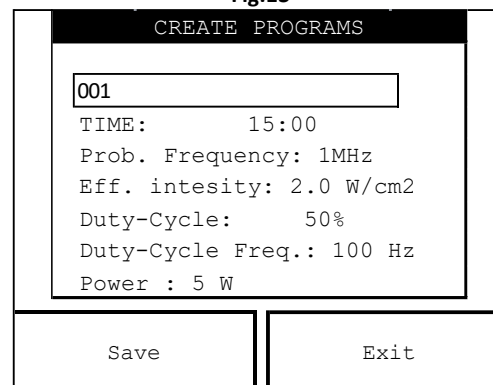 CREATE PROGRAMS
001
TIME: 15:00
Prob. Frequency: 1MHz
Eff. intesity: 2.0 W/cm2
Duty-Cycle: 50%
Duty-Cycle Freq.: 100 Hz
Power : 5 W
Save Exit